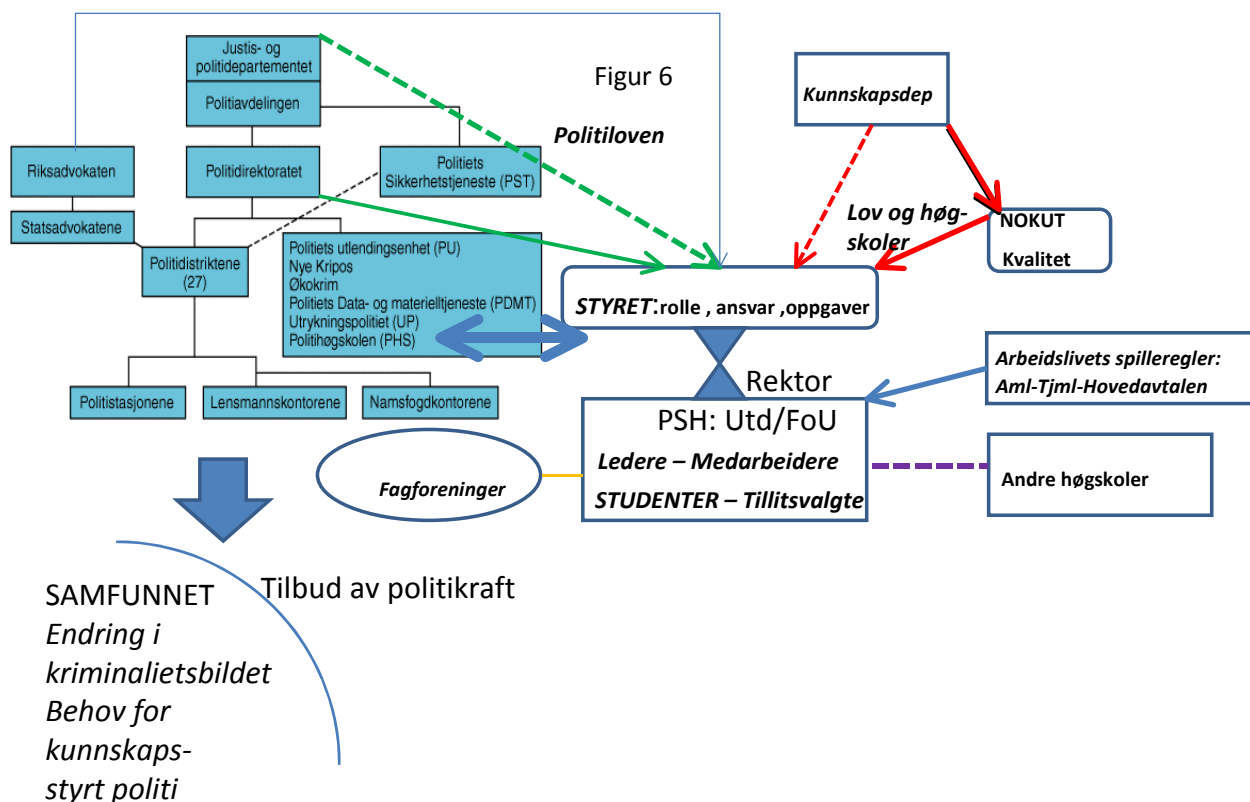 Justis- og
politidepartementet
Politiavdelingen
Figur 6
Kunnskapsdep
Politiloven
Riksadvokaten
Politidirektoratet
Politiets
Sikkerhetstjeneste (PST)
Statsadvokatene
Lov og høg-
skoler
NOKUT
Kvalitet
Politidistriktene
(27)
Politiets utlendingsenhet (PU)
Nye Kripos
Økokrim
Politiets Data- og materielltjeneste (PDMT)
Utrykningspolitiet (UP)
Politihøgskolen (PHS)
STYRET:rolle , ansvar ,oppgaver
Arbeidslivets spilleregler:
Aml-Tjml-Hovedavtalen
Politistasjonene
Lensmannskontorene
Namsfogdkontorene
Rektor
PSH: Utd/FoU
Ledere – Medarbeidere
STUDENTER – Tillitsvalgte
Fagforeninger
Andre høgskoler
Tilbud av politikraft
SAMFUNNET
Endring i
kriminalietsbildet
Behov for
kunnskaps-
styrt politi